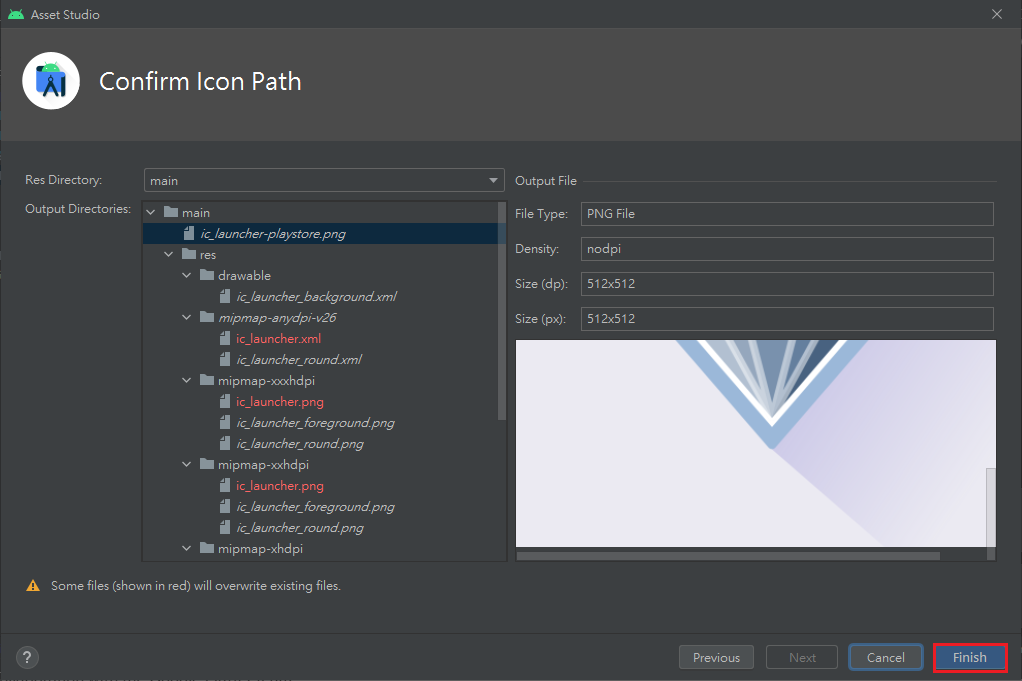 Asset Studio
Confirm Icon Path
Res Directory:
main
Output Directories:
main
ic_launcher-playstore.png
res
drawable
ic_launcher_background.xml
mipmap-anydpi-v26
ic_launcher.xml
ic_launcher_round.xml
mipmap-xxxhdpi
ic_launcher.png
ic_launcher_foreground.png
ic_launcher_round.png
mipmap-xxhdpi
ic_launcher.png
ic_launcher_foreground.png
ic_launcher_round.png
mipmap-xhdpi
Output File
File Type:
PNG File
Density:
nodpi
Size (dp):
512x512
Size (px):
512x512
Some files (shown in red) will overwrite existing files.
?
Previous
Next
Cancel
Finish